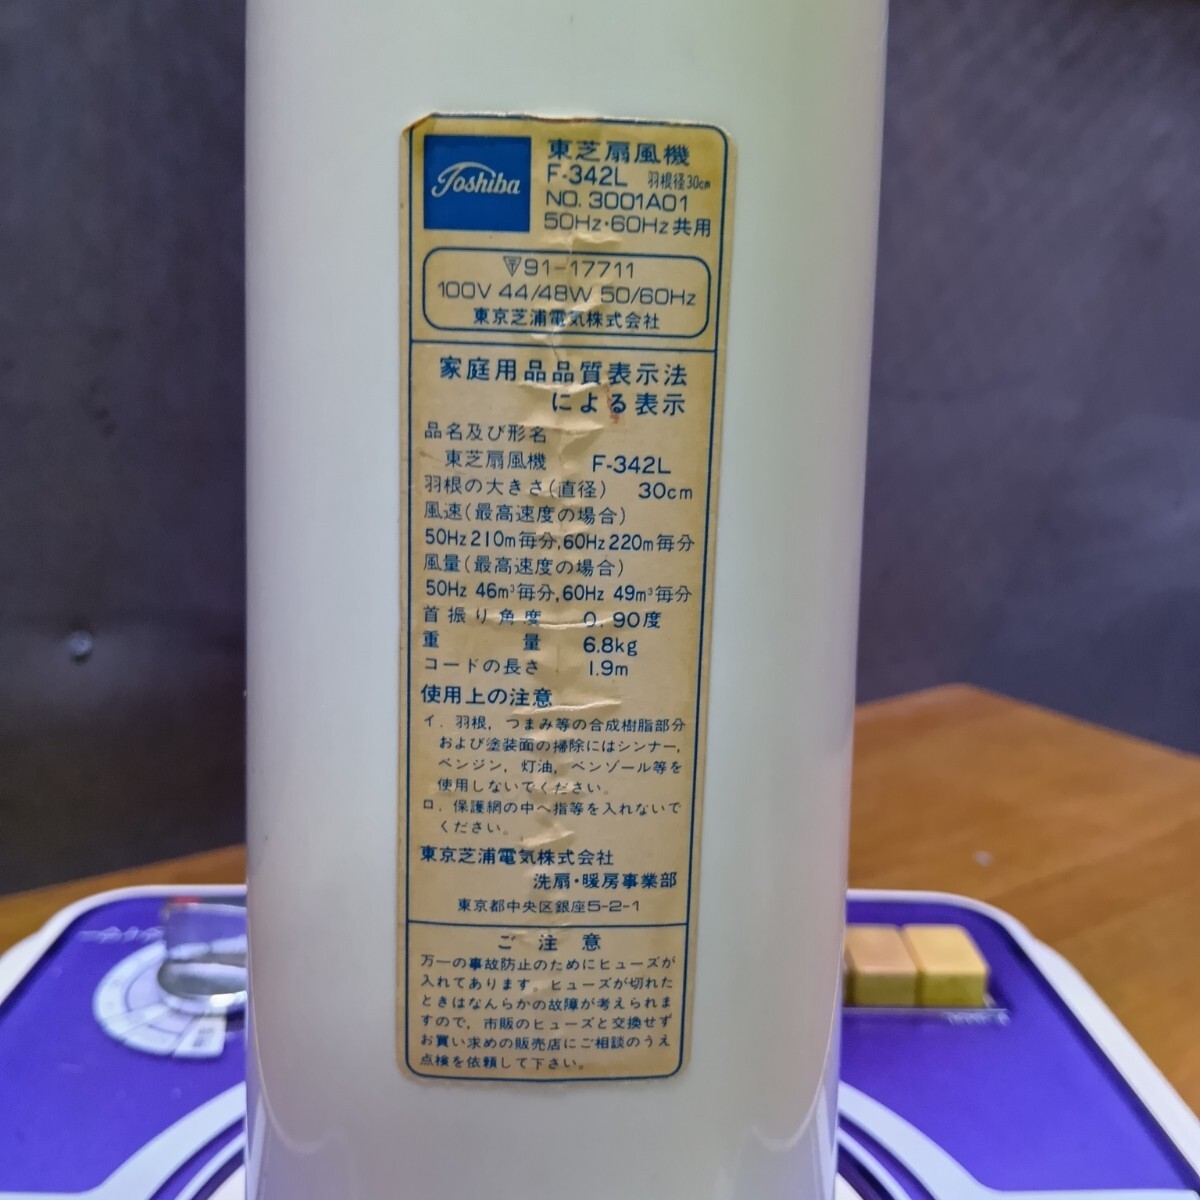 Toshiba
東芝扇風機
F-342L 羽根径30cm
NO. 3001A01
50Hz・60Hz共用
〒91-17711
100V 44/48W 50/60Hz
東京芝浦電気株式会社
家庭用品品質表示法
による表示
品名及び形名
東芝扇風機 F-342L
羽根の大きさ(直径) 30cm
風速(最高速度の場合)
50Hz 210m毎分,60Hz 220m毎分
風量(最高速度の場合)
50Hz 46m³毎分,60Hz 49m³毎分
首振り角度 0,90度
重量 6.8kg
コードの長さ 1.9m
使用上の注意
イ．羽根，つまみ等の合成樹脂部分
および塗装面の掃除にはシンナー，
ベンジン，灯油，ベンゾール等を
使用しないでください。
ロ．保護網の中へ指等を入れないで
ください。
東京芝浦電気株式会社
洗扇・暖房事業部
東京都中央区銀座5-2-1
ご注意
万一の事故防止のためにヒューズが
入れてあります。ヒューズが切れた
ときはなんらかの故障が考えられま
すので，市販のヒューズと交換せず
お買い求めの販売店にご相談のうえ
点検を依頼して下さい。